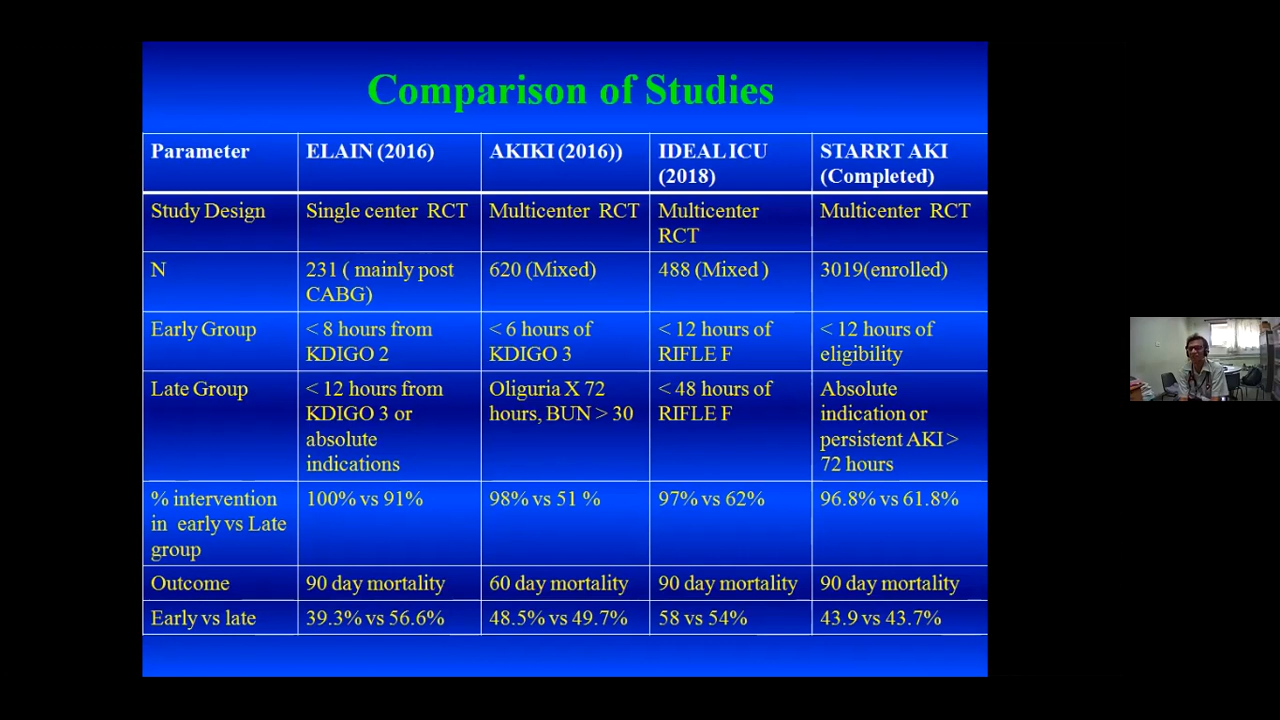 Comparison of Studies
Parameter
ELAIN (2016)
AKIKI (2016))
IDEAL ICU
(2018)
STARRT AKI
(Completed)
Study Design
Single center RCT
Multicenter RCT
Multicenter
RCT
Multicenter RCT
N
231 ( mainly post
CABG)
620 (Mixed)
488 (Mixed )
3019(enrolled)
Early Group
< 8 hours from
KDIGO 2
< 6 hours of
KDIGO 3
< 12 hours of
RIFLE F
< 12 hours of
eligibility
Late Group
< 12 hours from
KDIGO 3 or
absolute
indications
Oliguria X 72
hours, BUN > 30
< 48 hours of
RIFLE F
Absolute
indication or
persistent AKI >
72 hours
% intervention
in early vs Late
group
100% vs 91%
98% vs 51 %
97% vs 62%
96.8% vs 61.8%
Outcome
90 day mortality
60 day mortality
90 day mortality
90 day mortality
Early vs late
39.3% vs 56.6%
48.5% vs 49.7%
58 vs 54%
43.9 vs 43.7%